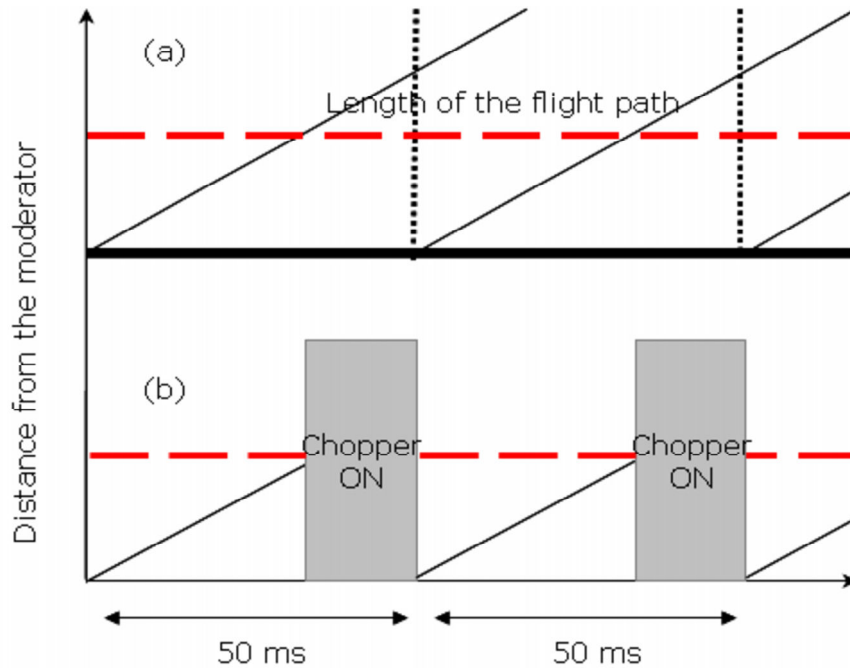 (a)
Length of the flight path
Distance from the moderator
(b)
Chopper
ON
Chopper
ON
50 ms
50 ms